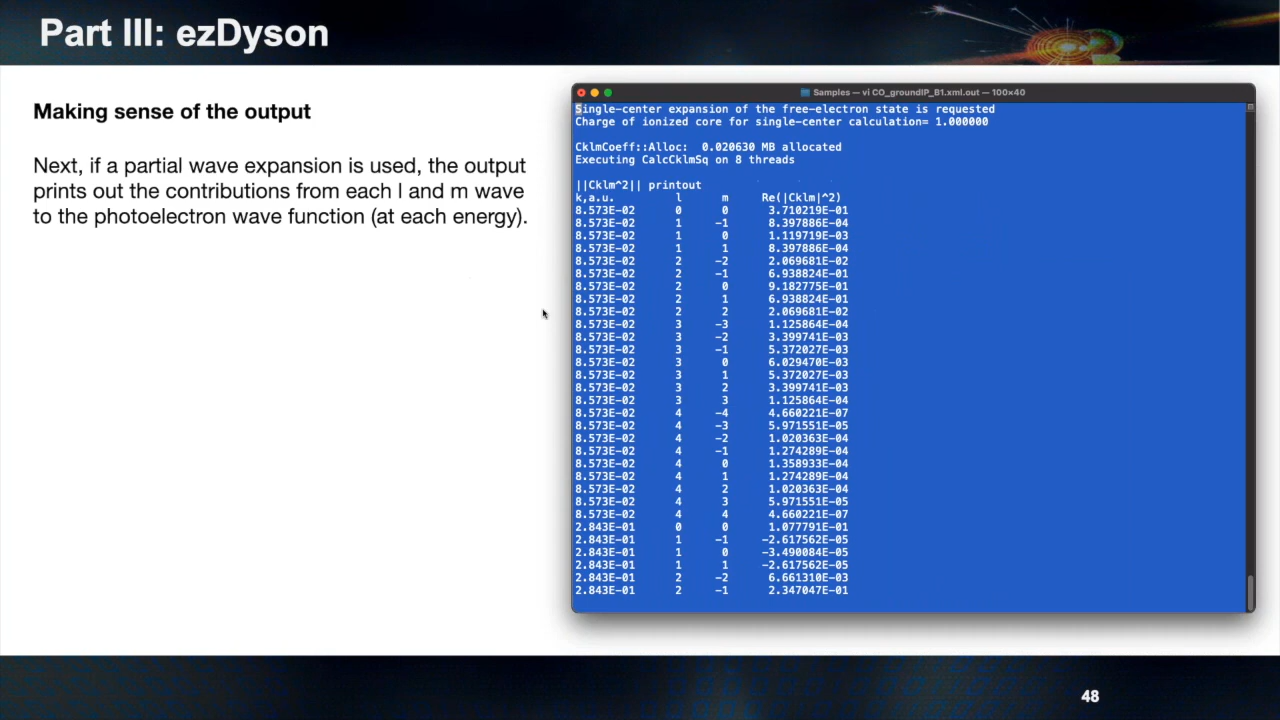 Part III: ezDyson
Making sense of the output
Next, if a partial wave expansion is used, the output
prints out the contributions from each l and m wave
to the photoelectron wave function (at each energy).
Samples — vi CO_groundIP_B1.xml.out — 100×40
Single-center expansion of the free-electron state is requested
Charge of ionized core for single-center calculation= 1.000000
CklmCoeff::Alloc:  0.020630 MB allocated
Executing CalcCklmSq on 8 threads
||Cklm^2|| printout
k,a.u. l m Re(|Cklm|^2)
8.573E-02 0 0 3.710219E-01
8.573E-02 1 -1 8.397886E-04
8.573E-02 1 0 1.119719E-03
8.573E-02 1 1 8.397886E-04
8.573E-02 2 -2 2.069681E-02
8.573E-02 2 -1 6.938824E-01
8.573E-02 2 0 9.182775E-01
8.573E-02 2 1 6.938824E-01
8.573E-02 2 2 2.069681E-02
8.573E-02 3 -3 1.125864E-04
8.573E-02 3 -2 3.399741E-03
8.573E-02 3 -1 5.372027E-03
8.573E-02 3 0 6.029470E-03
8.573E-02 3 1 5.372027E-03
8.573E-02 3 2 3.399741E-03
8.573E-02 3 3 1.125864E-04
8.573E-02 4 -4 4.660221E-07
8.573E-02 4 -3 5.971551E-05
8.573E-02 4 -2 1.020363E-04
8.573E-02 4 -1 1.274289E-04
8.573E-02 4 0 1.358933E-04
8.573E-02 4 1 1.274289E-04
8.573E-02 4 2 1.020363E-04
8.573E-02 4 3 5.971551E-05
8.573E-02 4 4 4.660221E-07
2.843E-01 0 0 1.077791E-01
2.843E-01 1 -1 -2.617562E-05
2.843E-01 1 0 -3.490084E-05
2.843E-01 1 1 -2.617562E-05
2.843E-01 2 -2 6.661310E-03
2.843E-01 2 -1 2.347047E-01
48